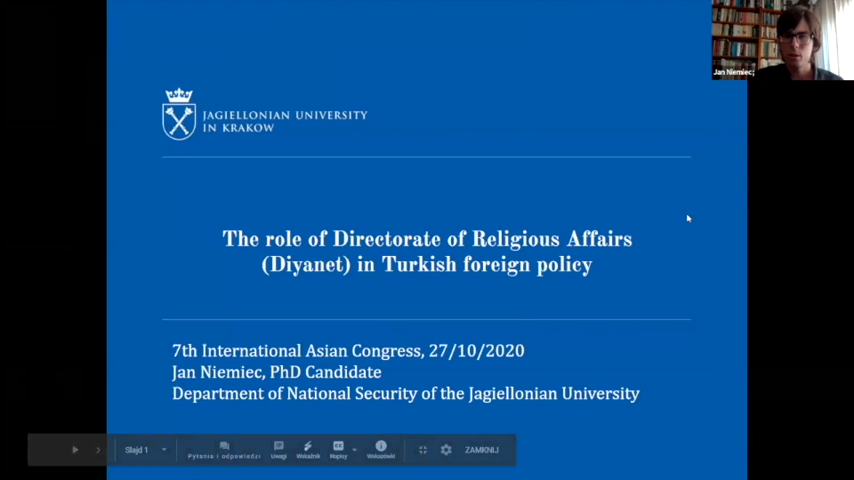 Jan Niemiec;
JAGIELLONIAN UNIVERSITY
IN KRAKOW
The role of Directorate of Religious Affairs
(Diyanet) in Turkish foreign policy
7th International Asian Congress, 27/10/2020
Jan Niemiec, PhD Candidate
Department of National Security of the Jagiellonian University
Slajd 1
Pytania i odpowiedzi
Uwagi
Wskaźnik
Napisy
Wskazówki
ZAMKNIJ